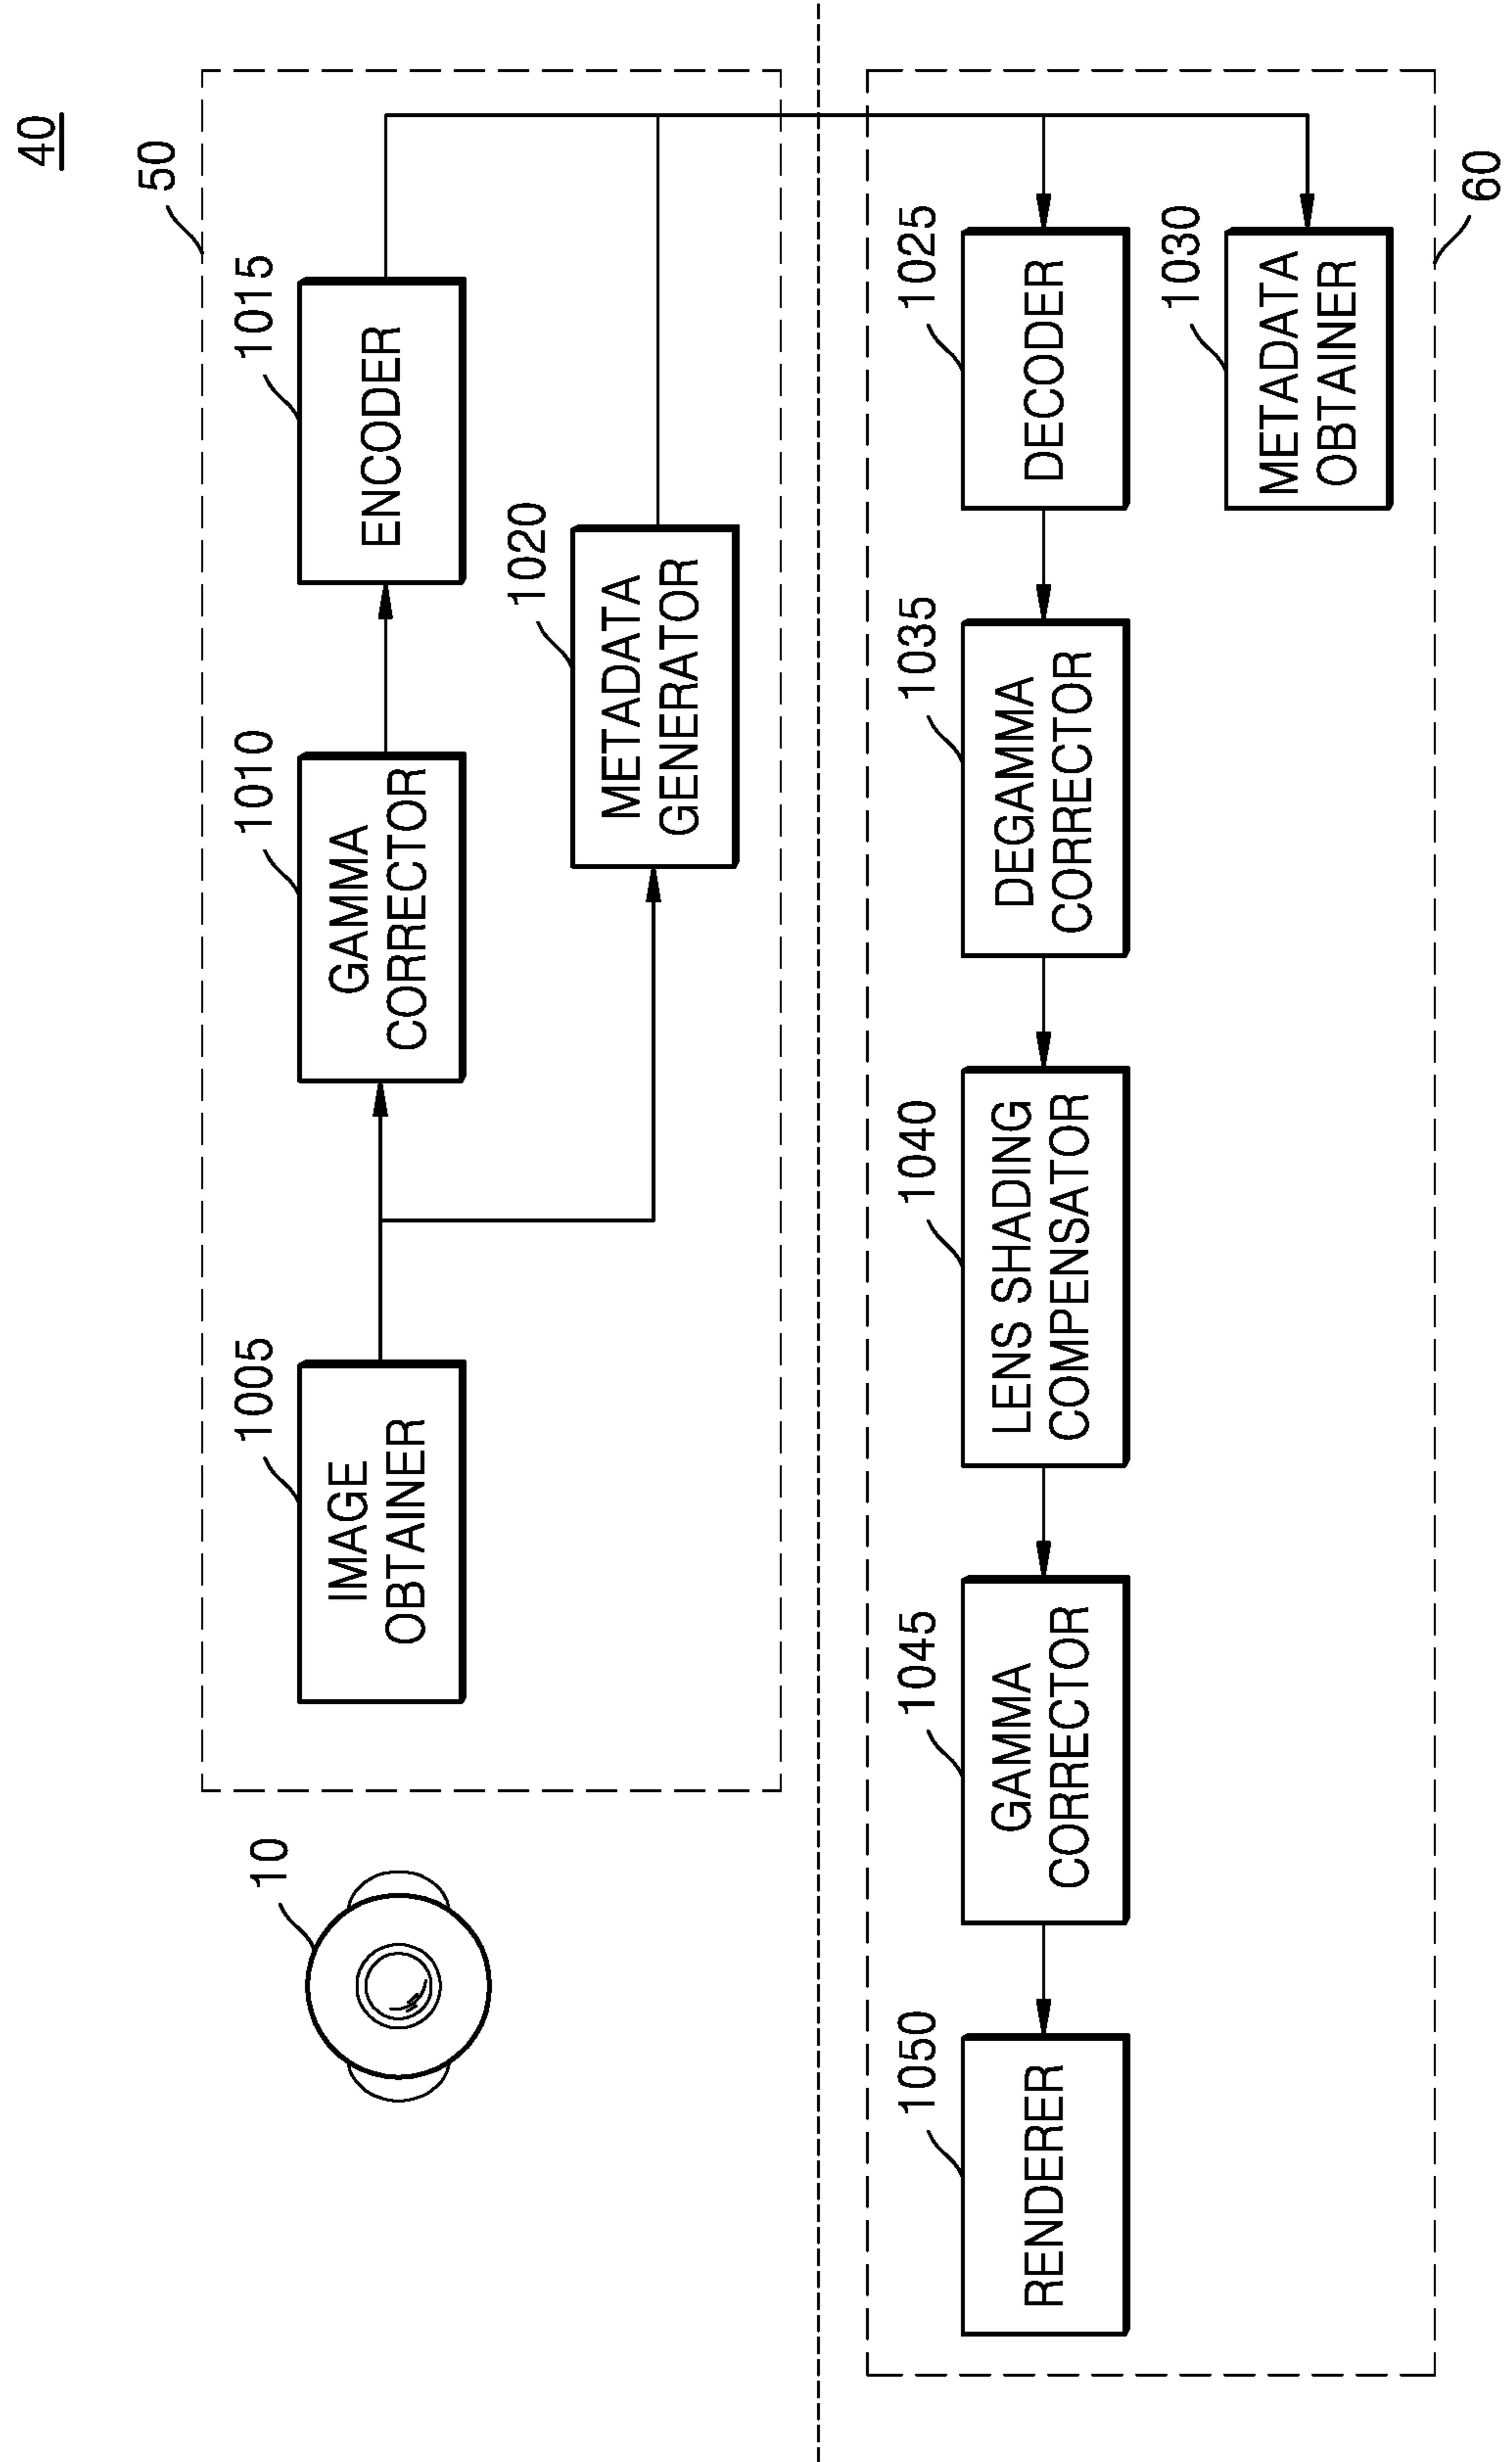 40
50
10
1005
IMAGE
OBTAINER
1010
GAMMA
CORRECTOR
1015
ENCODER
1020
METADATA
GENERATOR
1050
RENDERER
1045
GAMMA
CORRECTOR
1040
LENS SHADING
COMPENSATOR
1035
DEGAMMA
CORRECTOR
1025
DECODER
1030
METADATA
OBTAINER
60